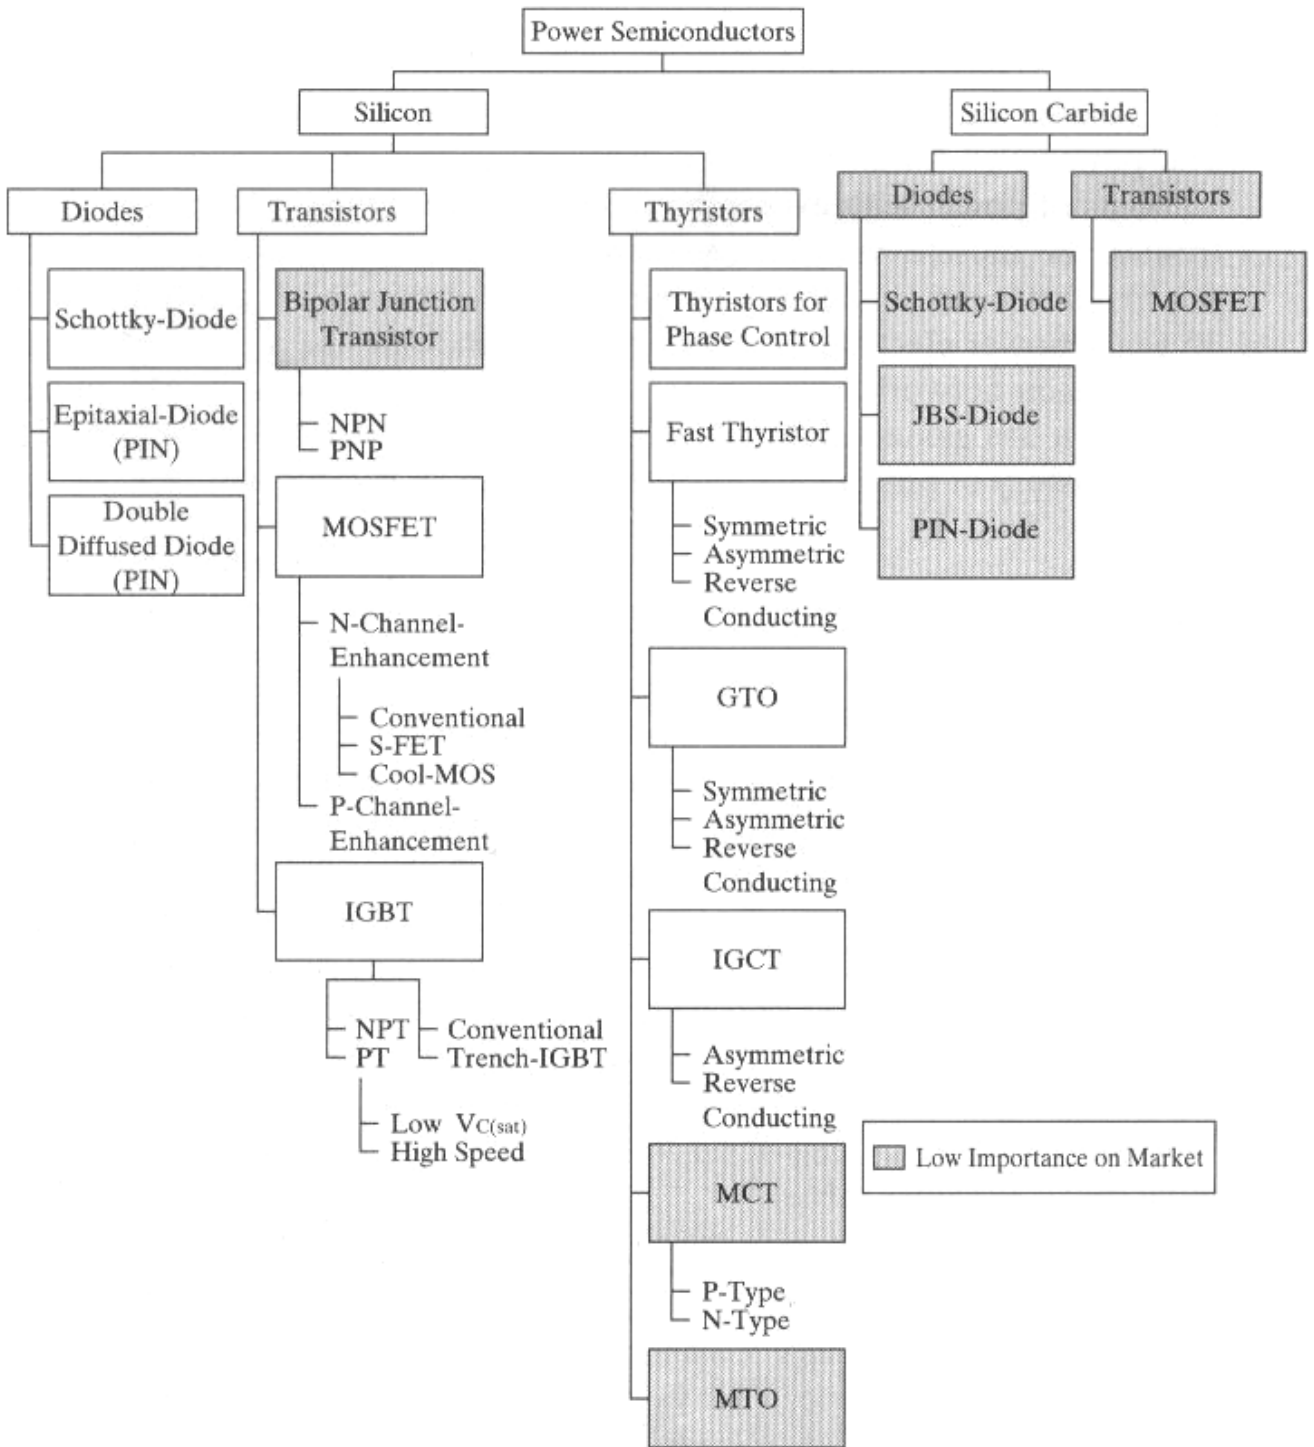 Power Semiconductors
Silicon
Silicon Carbide
Diodes
Transistors
Thyristors
Diodes
Transistors
Schottky-Diode
Epitaxial-Diode
(PIN)
Double
Diffused Diode
(PIN)
Bipolar Junction
Transistor
NPN
PNP
MOSFET
N-Channel-
Enhancement
Conventional
S-FET
Cool-MOS
P-Channel-
Enhancement
IGBT
NPT
PT
Conventional
Trench-IGBT
Low VC(sat)
High Speed
Thyristors for
Phase Control
Fast Thyristor
Symmetric
Asymmetric
Reverse
Conducting
GTO
Symmetric
Asymmetric
Reverse
Conducting
IGCT
Asymmetric
Reverse
Conducting
MCT
P-Type
N-Type
MTO
Schottky-Diode
JBS-Diode
PIN-Diode
MOSFET
Low Importance on Market